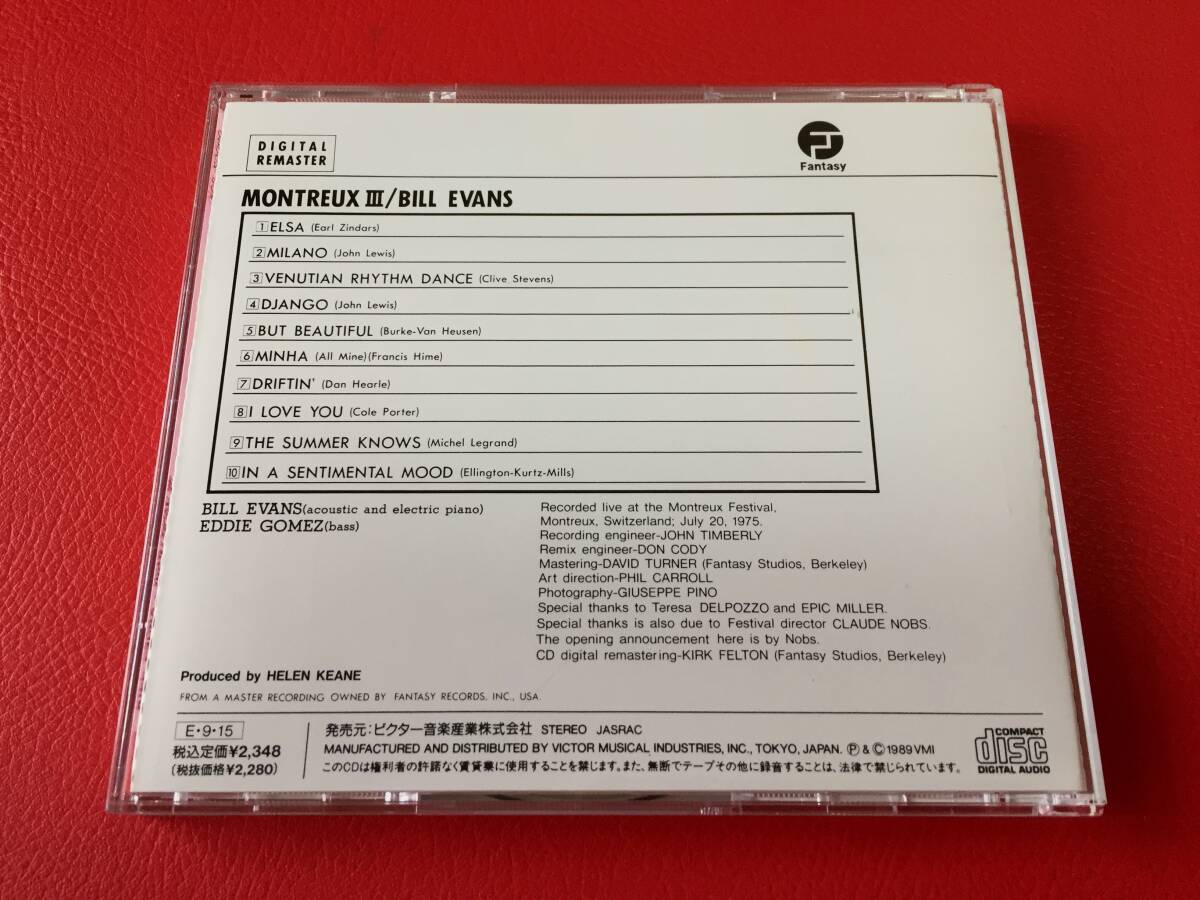 DIGITAL
REMASTER
Fantasy
MONTREUX III/BILL EVANS
1 ELSA (Earl Zindars)
2 MILANO (John Lewis)
3 VENUTIAN RHYTHM DANCE (Clive Stevens)
4 DJANGO (John Lewis)
5 BUT BEAUTIFUL (Burke-Van Heusen)
6 MINHA (All Mine)(Francis Hime)
7 DRIFTIN' (Dan Hearle)
8 I LOVE YOU (Cole Porter)
9 THE SUMMER KNOWS (Michel Legrand)
10 IN A SENTIMENTAL MOOD (Ellington-Kurtz-Mills)
BILL EVANS(acoustic and electric piano)
EDDIE GOMEZ(bass)
Recorded live at the Montreux Festival,
Montreux, Switzerland; July 20, 1975.
Recording engineer-JOHN TIMBERLY
Remix engineer-DON CODY
Mastering-DAVID TURNER (Fantasy Studios, Berkeley)
Art direction-PHIL CARROLL
Photography-GIUSEPPE PINO
Special thanks to Teresa DELPOZZO and EPIC MILLER.
Special thanks is also due to Festival director CLAUDE NOBS.
The opening announcement here is by Nobs.
CD digital remastering-KIRK FELTON (Fantasy Studios, Berkeley)
Produced by HELEN KEANE
FROM A MASTER RECORDING OWNED BY FANTASY RECORDS, INC., USA.
E・9・15
税込定価¥2,348
(税抜価格¥2,280)
発売元:ビクター音楽産業株式会社 STEREO JASRAC
MANUFACTURED AND DISTRIBUTED BY VICTOR MUSICAL INDUSTRIES, INC., TOKYO, JAPAN. Ⓟ & © 1989 VMI
このCDは権利者の許諾なく賃貸業に使用することを禁じます。また、無断でテープその他に録音することは、法律で禁じられています。
COMPACT
disc
DIGITAL AUDIO